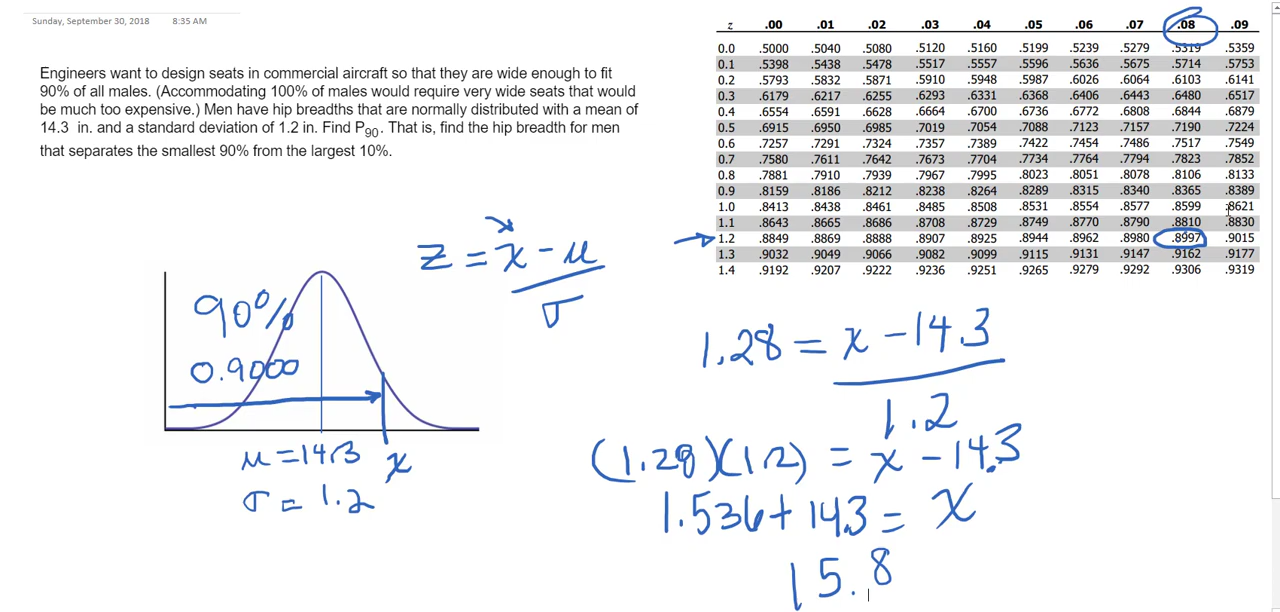 Sunday, September 30, 2018 8:35 AM
Engineers want to design seats in commercial aircraft so that they are wide enough to fit
90% of all males. (Accommodating 100% of males would require very wide seats that would
be much too expensive.) Men have hip breadths that are normally distributed with a mean of
14.3 in. and a standard deviation of 1.2 in. Find P90. That is, find the hip breadth for men
that separates the smallest 90% from the largest 10%.
z .00 .01 .02 .03 .04 .05 .06 .07 .08 .09
0.0 .5000 .5040 .5080 .5120 .5160 .5199 .5239 .5279 .5319 .5359
0.1 .5398 .5438 .5478 .5517 .5557 .5596 .5636 .5675 .5714 .5753
0.2 .5793 .5832 .5871 .5910 .5948 .5987 .6026 .6064 .6103 .6141
0.3 .6179 .6217 .6255 .6293 .6331 .6368 .6406 .6443 .6480 .6517
0.4 .6554 .6591 .6628 .6664 .6700 .6736 .6772 .6808 .6844 .6879
0.5 .6915 .6950 .6985 .7019 .7054 .7088 .7123 .7157 .7190 .7224
0.6 .7257 .7291 .7324 .7357 .7389 .7422 .7454 .7486 .7517 .7549
0.7 .7580 .7611 .7642 .7673 .7704 .7734 .7764 .7794 .7823 .7852
0.8 .7881 .7910 .7939 .7967 .7995 .8023 .8051 .8078 .8106 .8133
0.9 .8159 .8186 .8212 .8238 .8264 .8289 .8315 .8340 .8365 .8389
1.0 .8413 .8438 .8461 .8485 .8508 .8531 .8554 .8577 .8599 .8621
1.1 .8643 .8665 .8686 .8708 .8729 .8749 .8770 .8790 .8810 .8830
1.2 .8849 .8869 .8888 .8907 .8925 .8944 .8962 .8980 .8997 .9015
1.3 .9032 .9049 .9066 .9082 .9099 .9115 .9131 .9147 .9162 .9177
1.4 .9192 .9207 .9222 .9236 .9251 .9265 .9279 .9292 .9306 .9319
z = x - μ
σ
90%
0.9000
μ = 14.3 x
σ = 1.2
1.28 = x - 14.3
1.2
(1.28)(1.2) = x - 14.3
1.536 + 14.3 = x
15.8